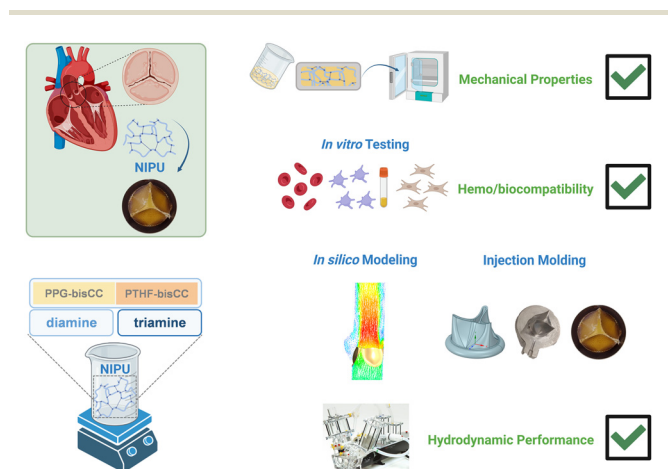 NIPU
PPG-bisCC
PTHF-bisCC
diamine
triamine
NIPU
Mechanical Properties
In vitro Testing
Hemo/biocompatibility
In silico Modeling
Injection Molding
Hydrodynamic Performance